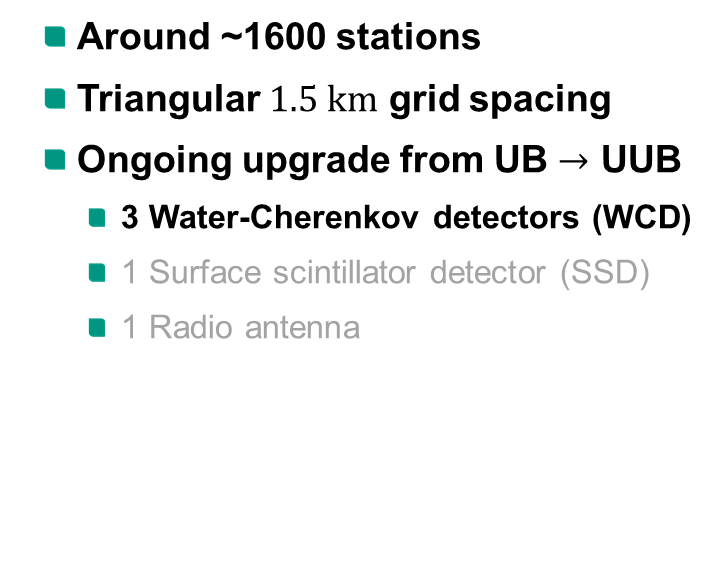 Around ~1600 stations
Triangular 1.5 km grid spacing
Ongoing upgrade from UB → UUB
3 Water-Cherenkov detectors (WCD)
1 Surface scintillator detector (SSD)
1 Radio antenna